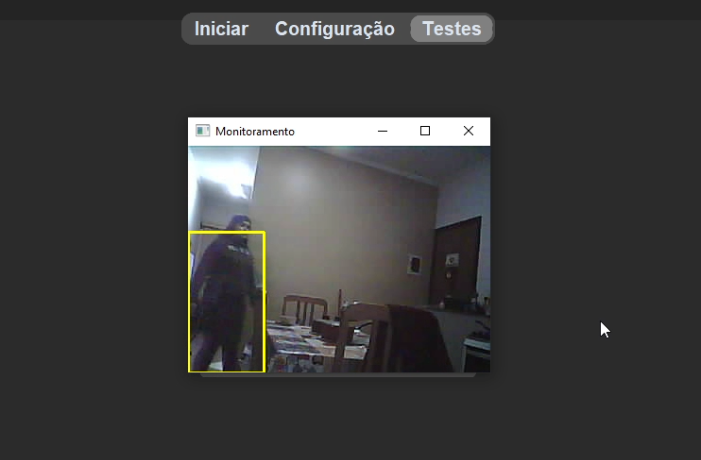 Iniciar Configuração Testes
Monitoramento